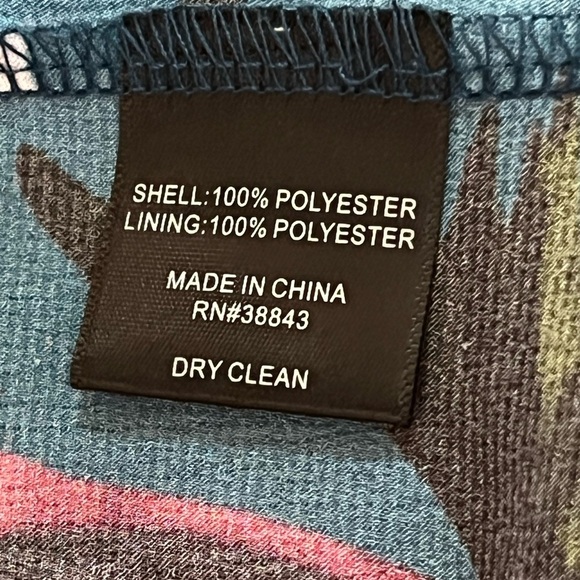 SHELL:100% POLYESTER
LINING:100% POLYESTER
MADE IN CHINA
RN#38843
DRY CLEAN